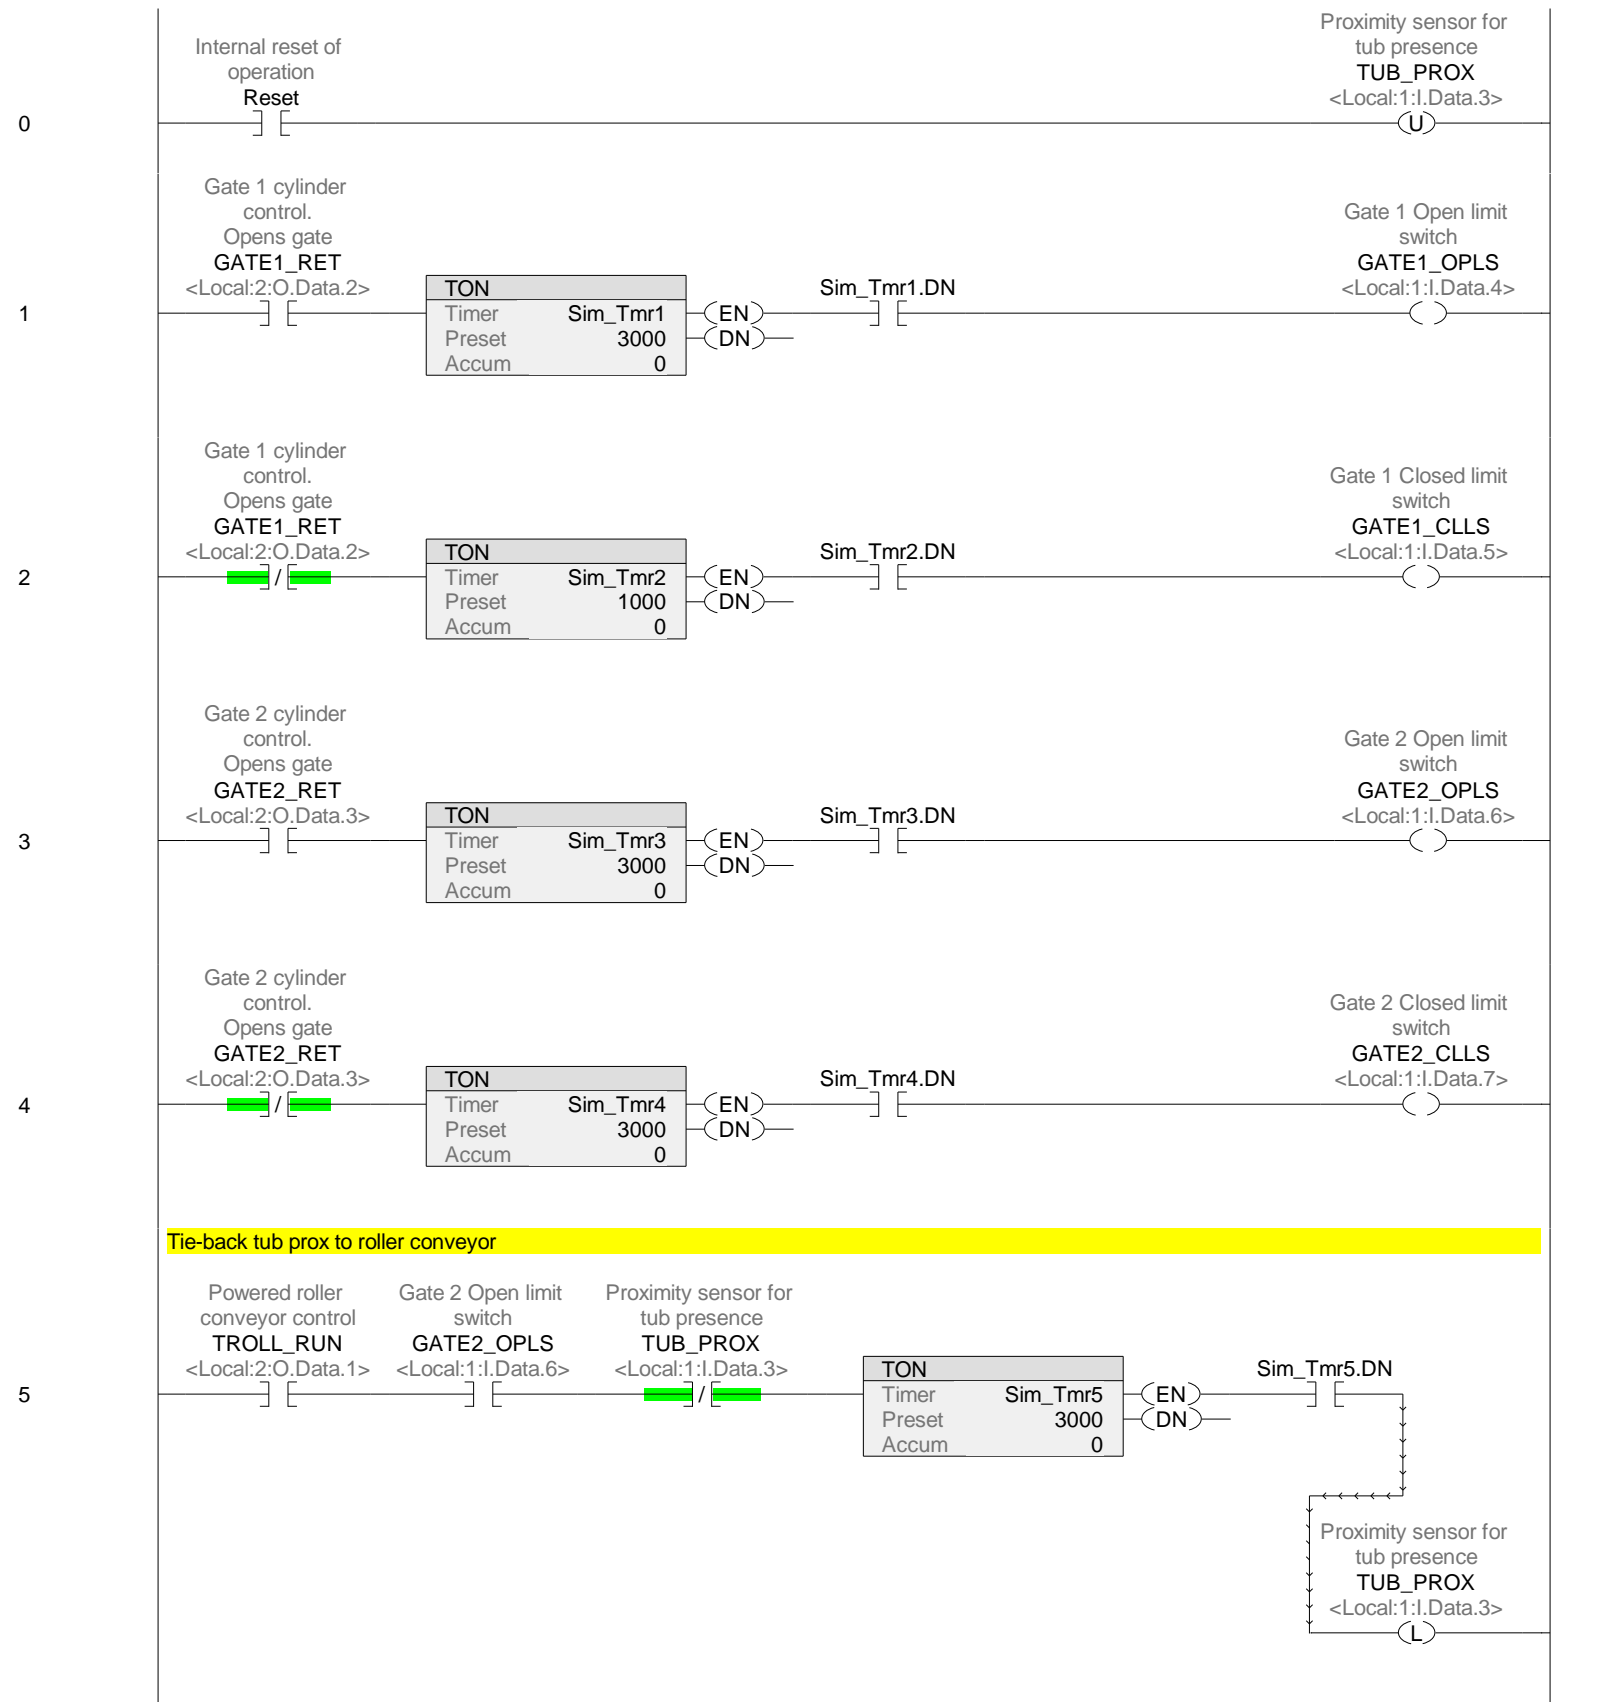 Internal reset of
operation
Reset
Proximity sensor for
tub presence
TUB_PROX
<Local:1:I.Data.3>
0
U
Gate 1 cylinder
control.
Opens gate
GATE1_RET
<Local:2:O.Data.2>
Gate 1 Open limit
switch
GATE1_OPLS
<Local:1:I.Data.4>
1
TON
Timer Sim_Tmr1
Preset 3000
Accum 0
EN
DN
Sim_Tmr1.DN
Gate 1 cylinder
control.
Opens gate
GATE1_RET
<Local:2:O.Data.2>
Gate 1 Closed limit
switch
GATE1_CLLS
<Local:1:I.Data.5>
2
/
TON
Timer Sim_Tmr2
Preset 1000
Accum 0
EN
DN
Sim_Tmr2.DN
Gate 2 cylinder
control.
Opens gate
GATE2_RET
<Local:2:O.Data.3>
Gate 2 Open limit
switch
GATE2_OPLS
<Local:1:I.Data.6>
3
TON
Timer Sim_Tmr3
Preset 3000
Accum 0
EN
DN
Sim_Tmr3.DN
Gate 2 cylinder
control.
Opens gate
GATE2_RET
<Local:2:O.Data.3>
Gate 2 Closed limit
switch
GATE2_CLLS
<Local:1:I.Data.7>
4
/
TON
Timer Sim_Tmr4
Preset 3000
Accum 0
EN
DN
Sim_Tmr4.DN
Tie-back tub prox to roller conveyor
Powered roller
conveyor control
TROLL_RUN
<Local:2:O.Data.1>
Gate 2 Open limit
switch
GATE2_OPLS
<Local:1:I.Data.6>
Proximity sensor for
tub presence
TUB_PROX
<Local:1:I.Data.3>
5
/
TON
Timer Sim_Tmr5
Preset 3000
Accum 0
EN
DN
Sim_Tmr5.DN
Proximity sensor for
tub presence
TUB_PROX
<Local:1:I.Data.3>
L